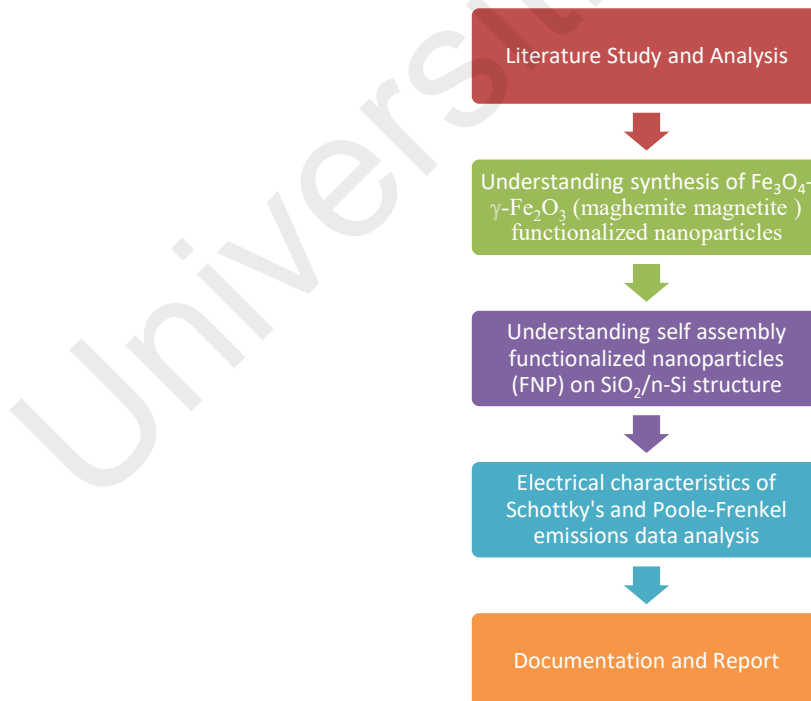 Universiti
Literature Study and Analysis
Understanding synthesis of Fe₃O₄-
γ-Fe₂O₃ (maghemite magnetite )
functionalized nanoparticles
Understanding self assembly
functionalized nanoparticles
(FNP) on SiO₂/n-Si structure
Electrical characteristics of
Schottky's and Poole-Frenkel
emissions data analysis
Documentation and Report